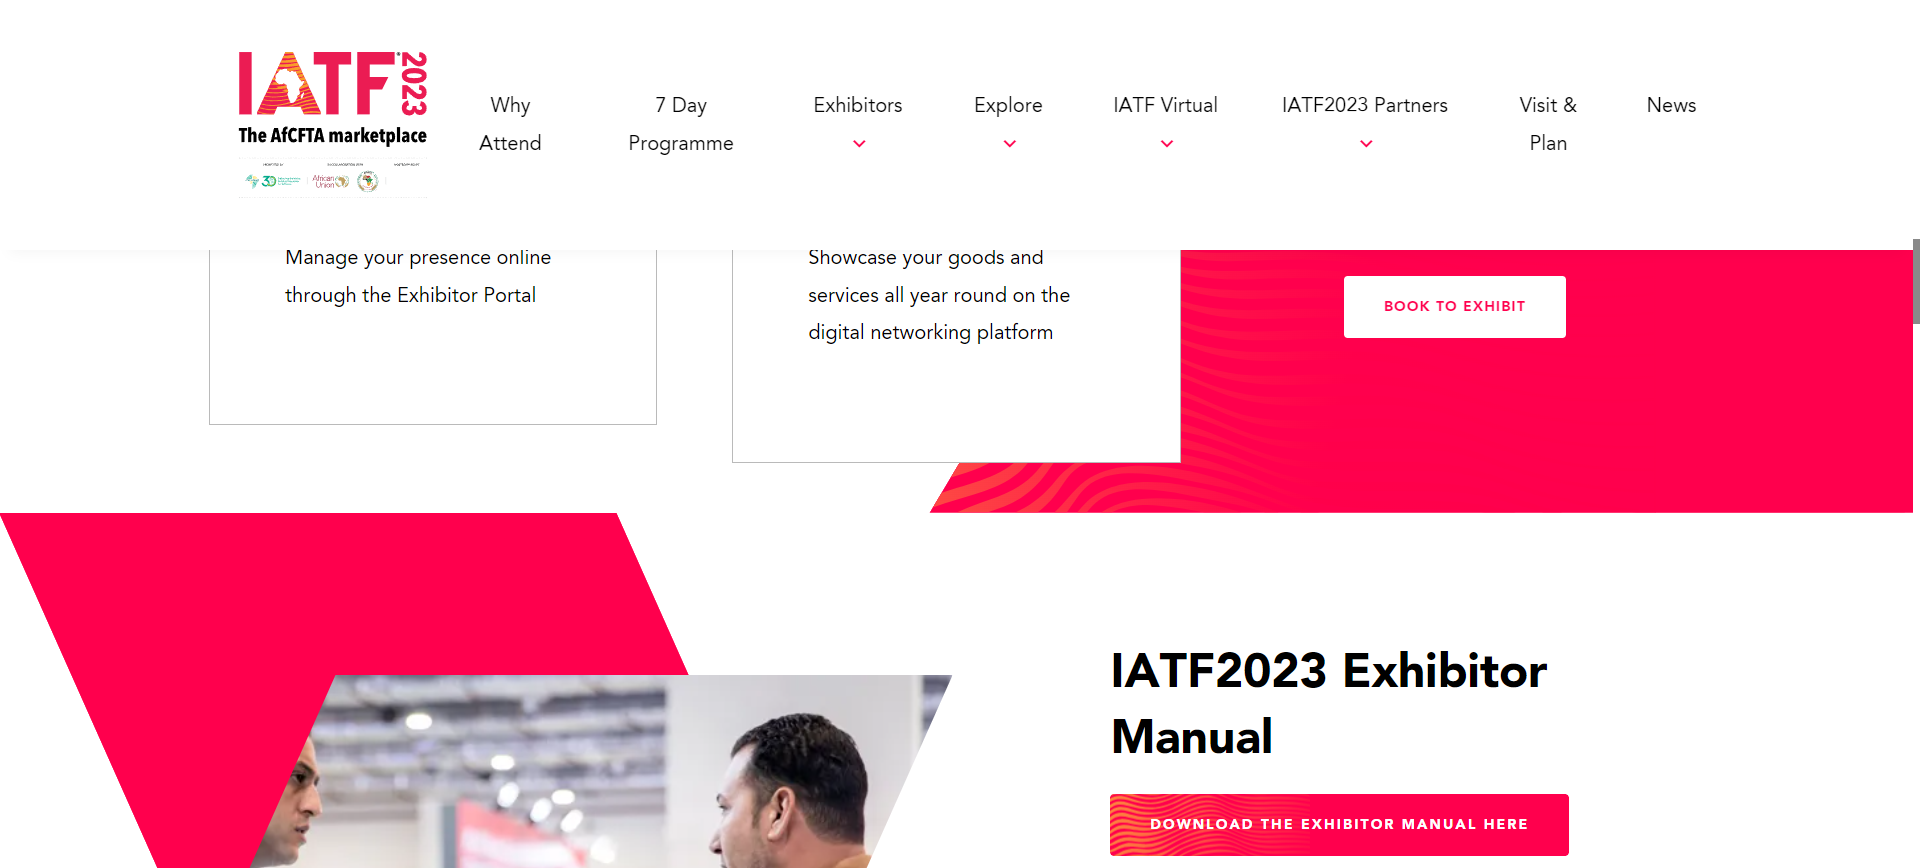 IATF 2023
The AfCFTA marketplace
African
Union
Why
Attend
7 Day
Programme
Exhibitors
Explore
IATF Virtual
IATF2023 Partners
Visit &
Plan
News
Manage your presence online
through the Exhibitor Portal
Showcase your goods and
services all year round on the
digital networking platform
BOOK TO EXHIBIT
IATF2023 Exhibitor
Manual
DOWNLOAD THE EXHIBITOR MANUAL HERE